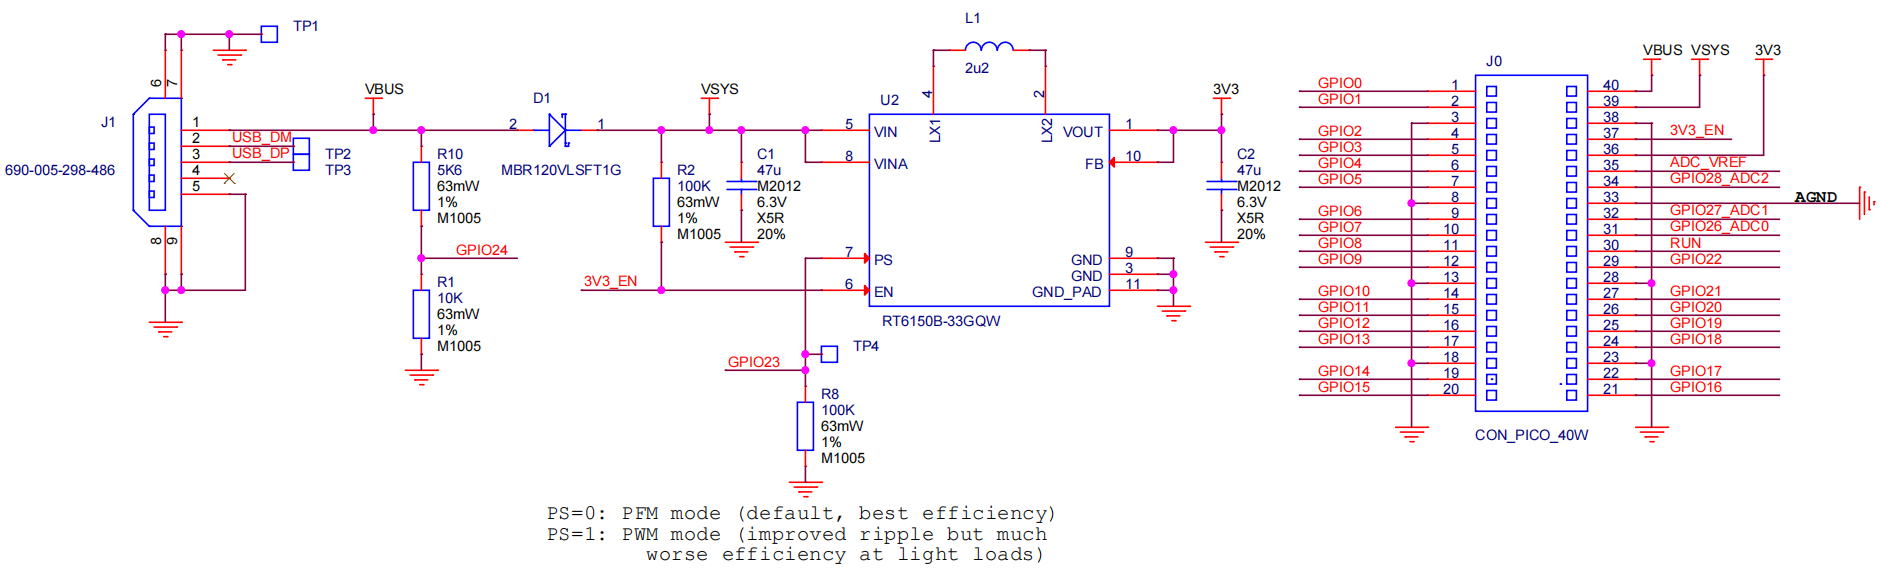 TP1
6
7
J1
690-005-298-486
1
2
3
4
5
USB_DM
USB_DP
TP2
TP3
8
9
VBUS
R10
5K6
63mW
1%
M1005
GPIO24
R1
10K
63mW
1%
M1005
D1
2
1
MBR120VLSFT1G
VSYS
R2
100K
63mW
1%
M1005
C1
47u
M2012
6.3V
X5R
20%
3V3_EN
L1
2u2
4
2
U2
LX1
LX2
5
VIN
8
VINA
7
PS
6
EN
VOUT
1
FB
10
GND
9
GND
3
GND_PAD
11
RT6150B-33GQW
3V3
C2
47u
M2012
6.3V
X5R
20%
TP4
GPIO23
R8
100K
63mW
1%
M1005
PS=0: PFM mode (default, best efficiency)
PS=1: PWM mode (improved ripple but much
worse efficiency at light loads)
J0
VBUS
VSYS
3V3
GPIO0 1
GPIO1 2
3
GPIO2 4
GPIO3 5
GPIO4 6
GPIO5 7
8
GPIO6 9
GPIO7 10
GPIO8 11
GPIO9 12
13
GPIO10 14
GPIO11 15
GPIO12 16
GPIO13 17
18
GPIO14 19
GPIO15 20
40
39
38
37 3V3_EN
36
35 ADC_VREF
34 GPIO28_ADC2
33 AGND
32 GPIO27_ADC1
31 GPIO26_ADC0
30 RUN
29 GPIO22
28
27 GPIO21
26 GPIO20
25 GPIO19
24 GPIO18
23
22 GPIO17
21 GPIO16
CON_PICO_40W